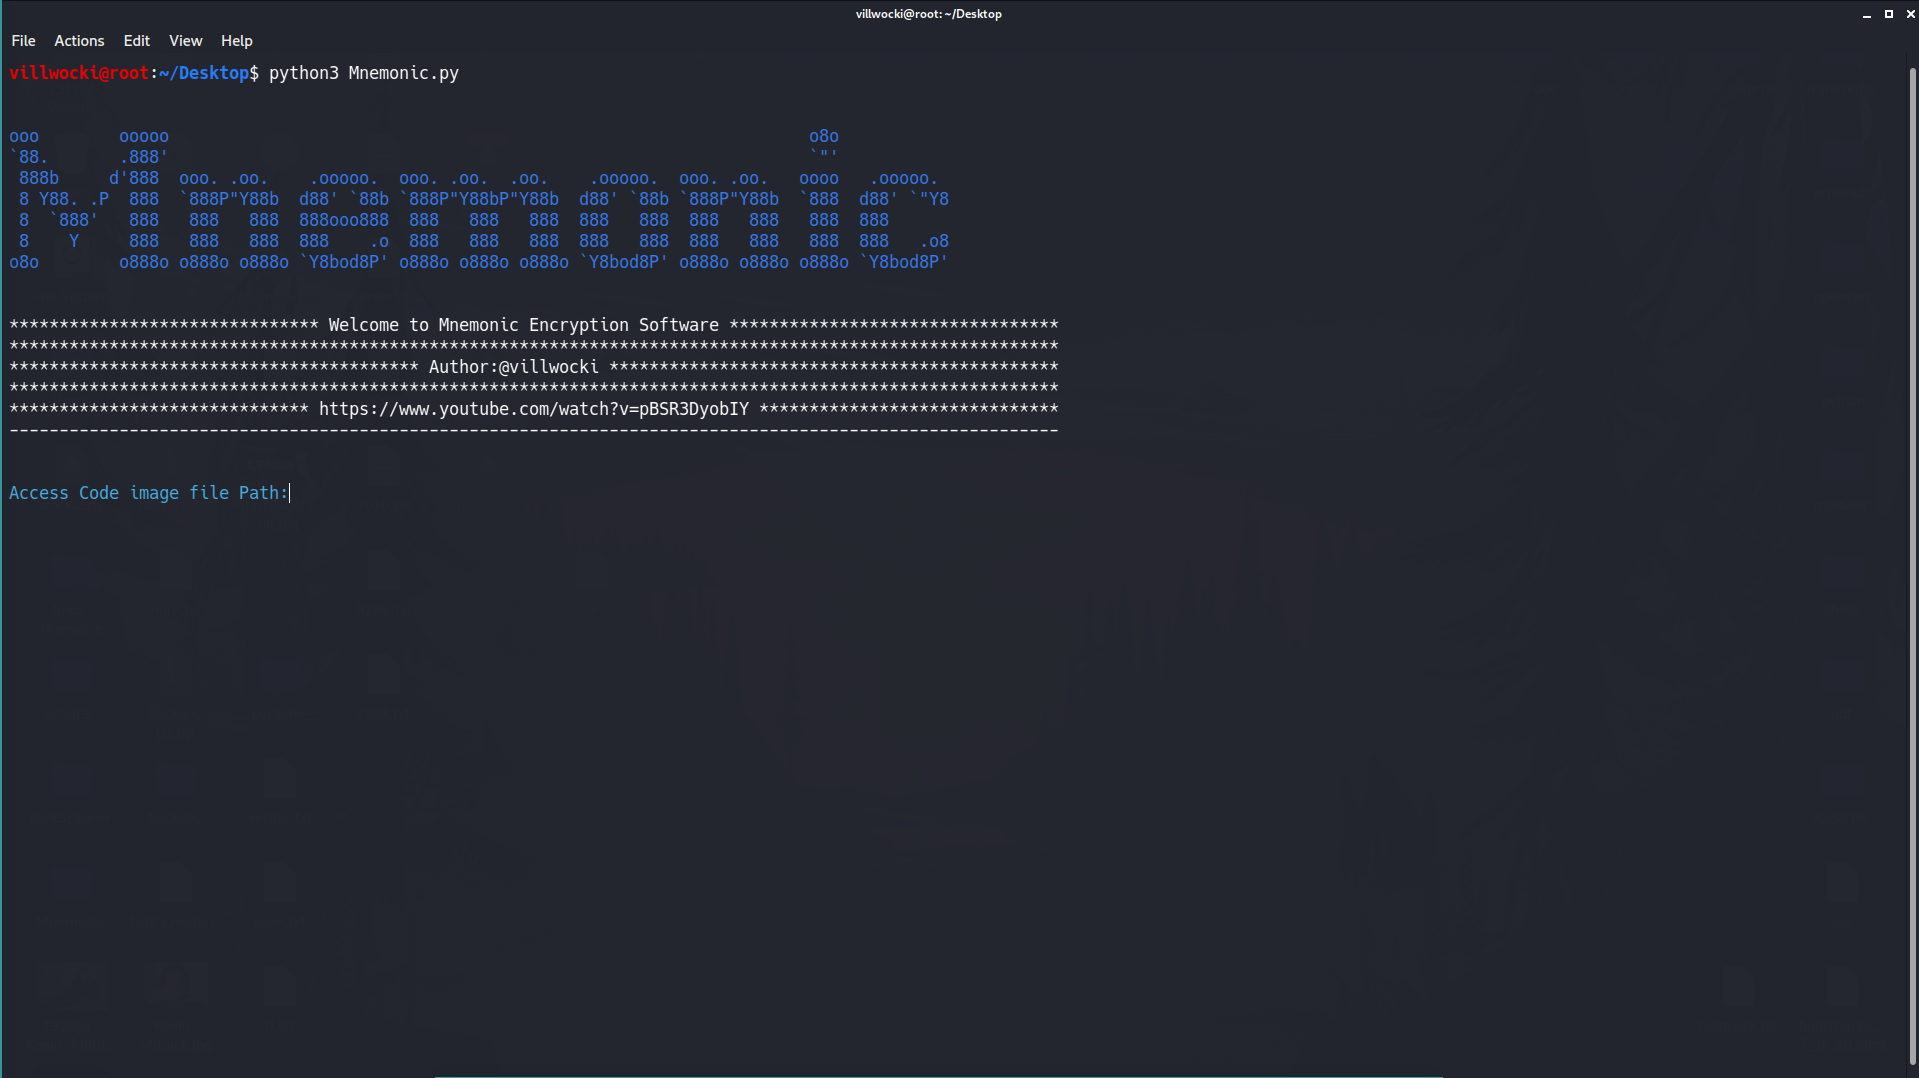 villwocki@root: ~/Desktop
File Actions Edit View Help
villwocki@root:~/Desktop$ python3 Mnemonic.py
ooo        ooooo                                                                o8o
`88.       .888'                                                                `"'
 888b     d'888  ooo. .oo.    .ooooo.  ooo. .oo.  .oo.    .ooooo.  ooo. .oo.   oooo   .ooooo.
 8 Y88. .P  888  `888P"Y88b  d88' `88b `888P"Y88bP"Y88b  d88' `88b `888P"Y88b  `888  d88' `"Y8
 8  `888'   888   888   888  888ooo888  888   888   888  888   888  888   888   888  888
 8    Y     888   888   888  888    .o  888   888   888  888   888  888   888   888  888   .o8
o8o        o888o o888o o888o `Y8bod8P' o888o o888o o888o `Y8bod8P' o888o o888o o888o `Y8bod8P'
******************************* Welcome to Mnemonic Encryption Software *********************************
*********************************************************************************************************
***************************************** Author:@villwocki *********************************************
*********************************************************************************************************
****************************** https://www.youtube.com/watch?v=pBSR3DyobIY ******************************
---------------------------------------------------------------------------------------------------------
Access Code image file Path: